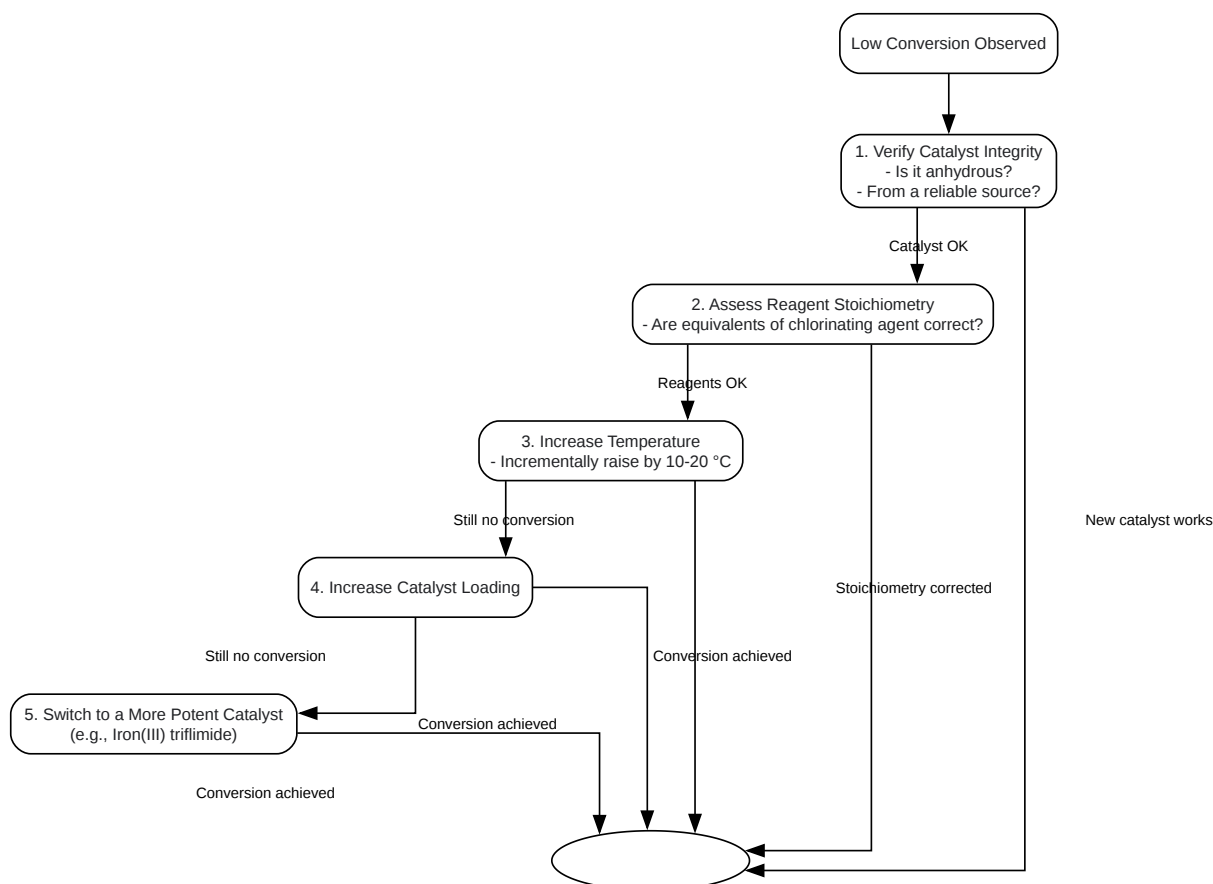 Low Conversion Observed
1. Verify Catalyst Integrity
- Is it anhydrous?
- From a reliable source?
Catalyst OK
2. Assess Reagent Stoichiometry
- Are equivalents of chlorinating agent correct?
Reagents OK
3. Increase Temperature
- Incrementally raise by 10-20 °C
Still no conversion
New catalyst works
4. Increase Catalyst Loading
Stoichiometry corrected
Still no conversion
Conversion achieved
5. Switch to a More Potent Catalyst
(e.g., Iron(III) triflimide)
Conversion achieved
Conversion achieved